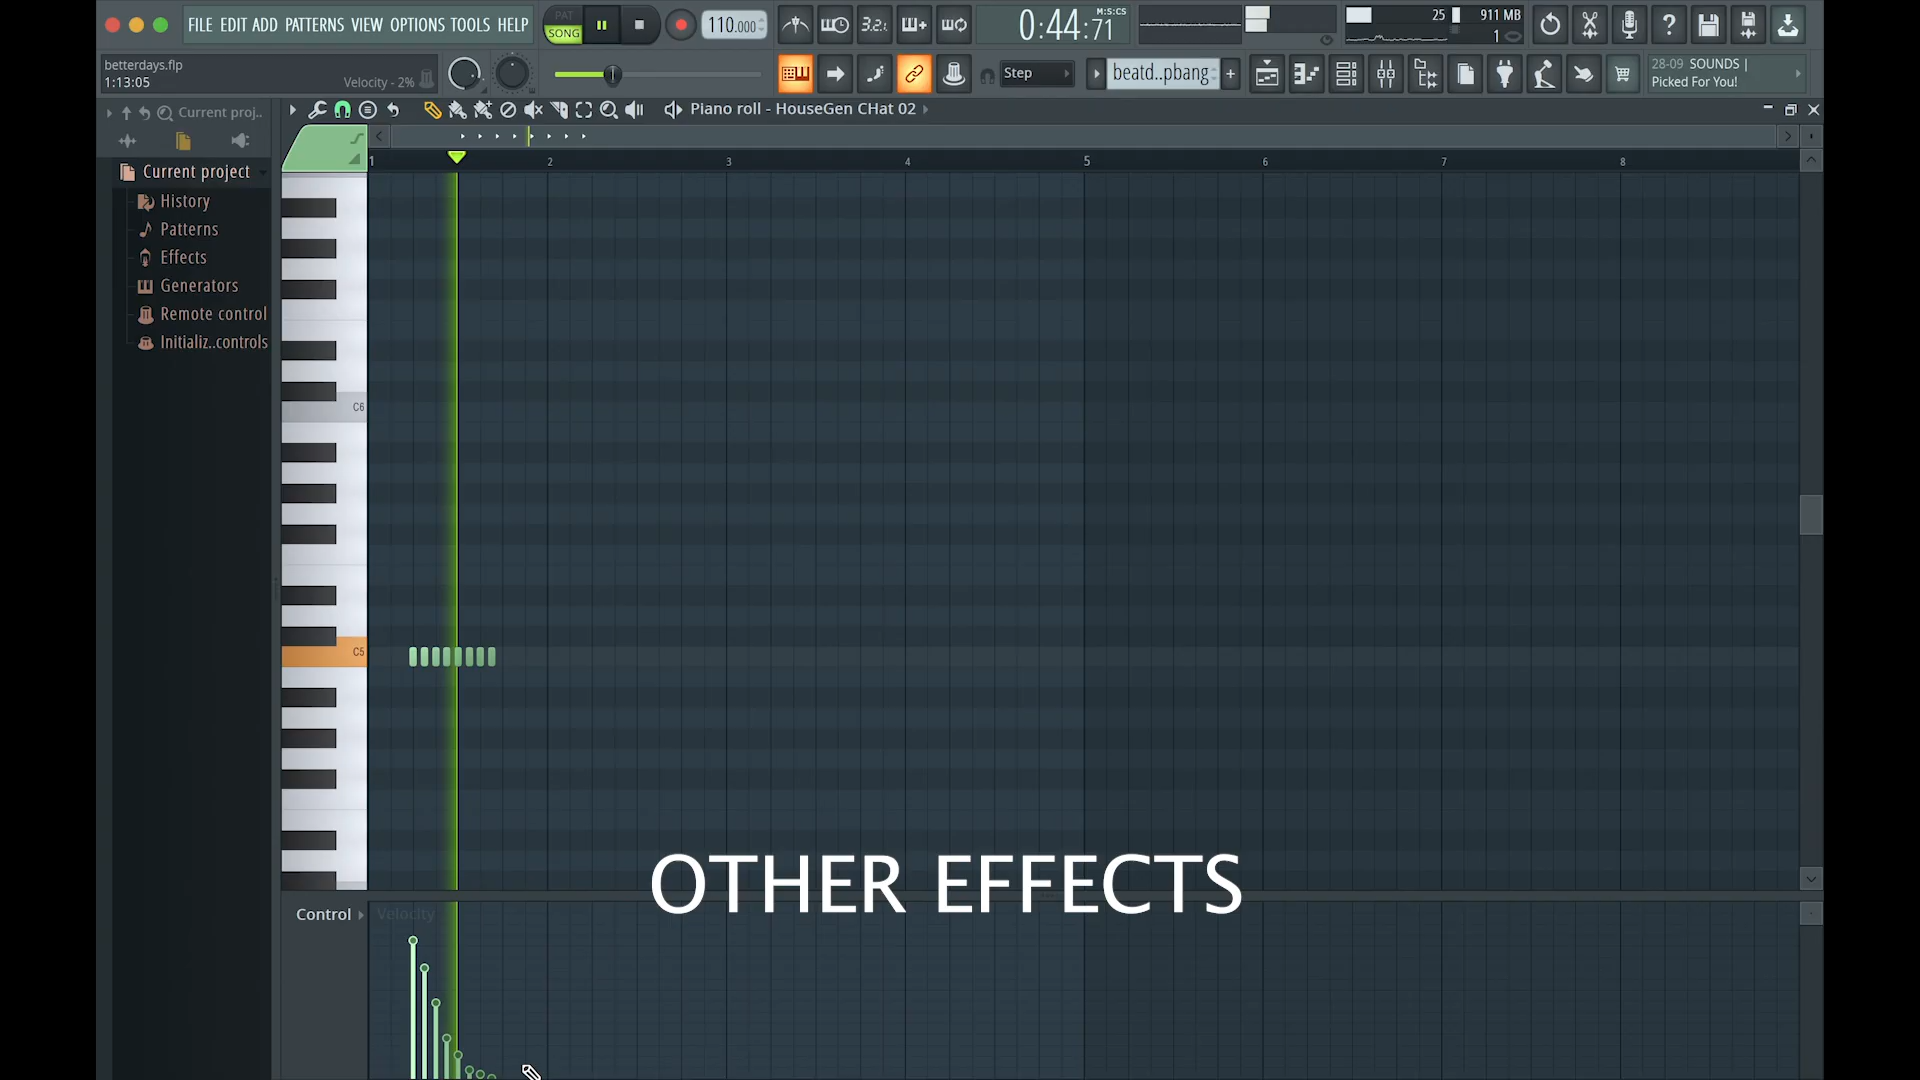 FILE EDIT ADD PATTERNS VIEW OPTIONS TOOLS HELP
PAT
SONG
110.000
3.2.
0:44:71
M:S:CS
25
911 MB
1
betterdays.flp
1:13:05
Velocity - 2%
Step
beatd..pbang
28-09 SOUNDS |
Picked For You!
Current proj..
Piano roll - HouseGen CHat 02
Current project
History
Patterns
Effects
Generators
Remote control
Initializ..controls
1 2 3 4 5 6 7 8
C6
C5
OTHER EFFECTS
Control
Velocity